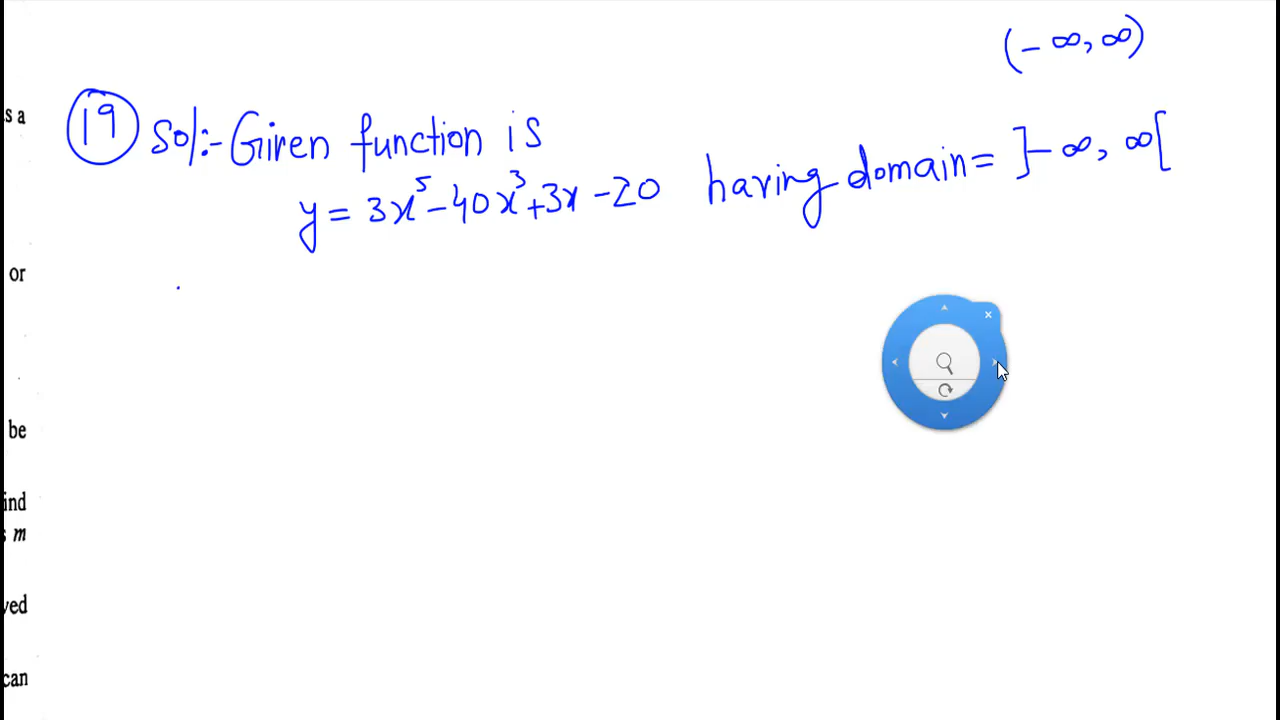 (-∞, ∞)
s a
19 Sol:- Given function is
having domain = ]-∞, ∞[
y = 3x⁵ - 40x³ + 3x - 20
or
be
ind
s m
ved
can